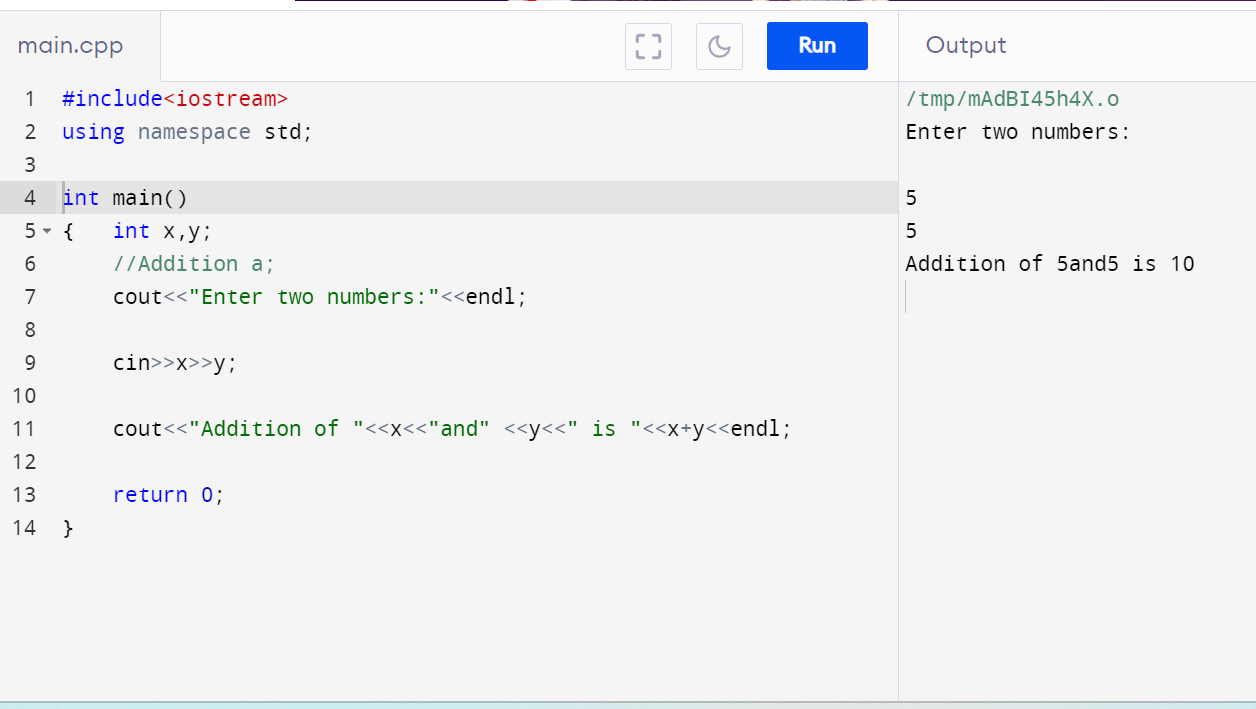 main.cpp
Run
Output
1 #include<iostream>
2 using namespace std;
3
4 int main()
5 {   int x,y;
6     //Addition a;
7     cout<<"Enter two numbers:"<<endl;
8
9     cin>>x>>y;
10
11     cout<<"Addition of "<<x<<"and" <<y<<" is "<<x+y<<endl;
12
13     return 0;
14 }
/tmp/mAdBI45h4X.o
Enter two numbers:
5
5
Addition of 5and5 is 10